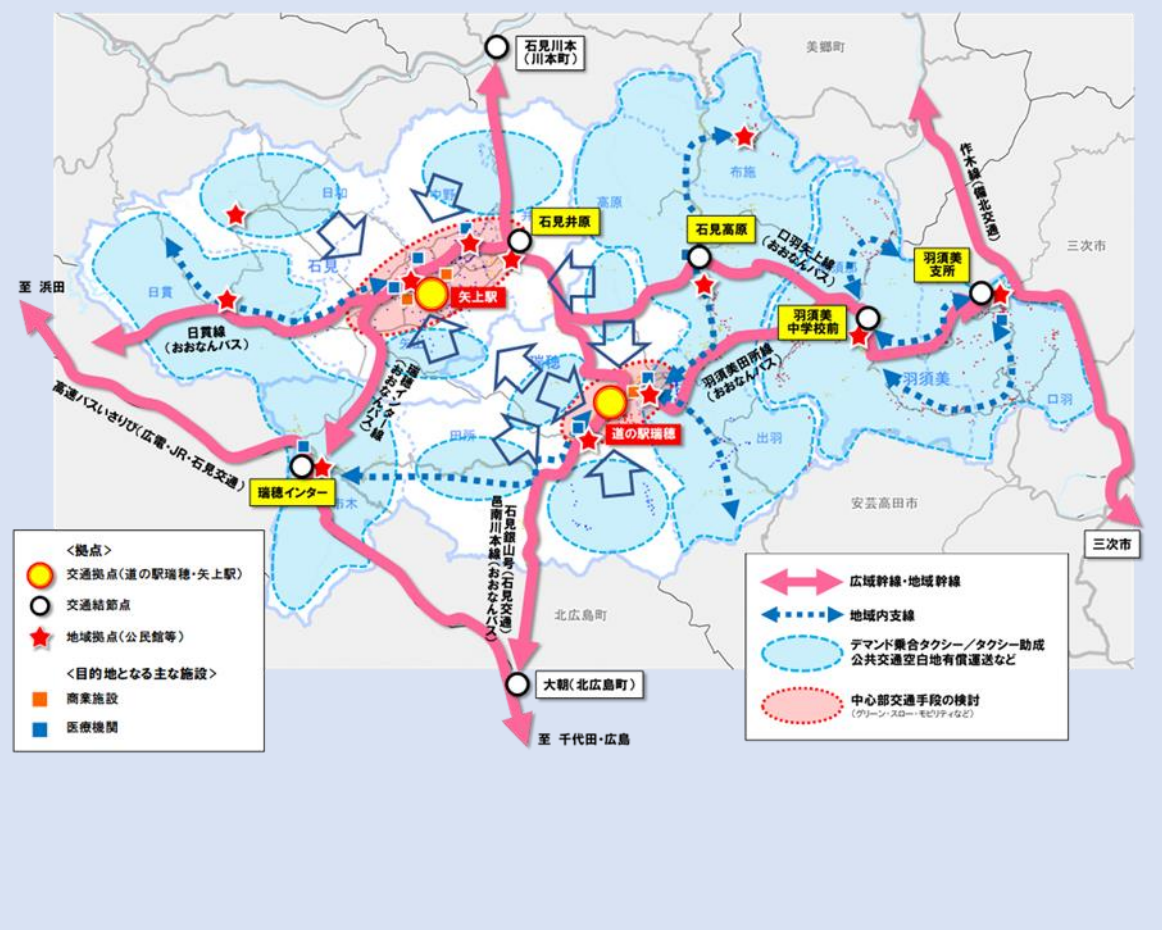 石見川本
(川本町)
美郷町
作木線(備北交通)
布施
日和
中野
高原
石見井原
石見高原
口羽矢上線
(おおなんバス)
三次市
羽須美
支所
石見
至 浜田
日貫
矢上駅
羽須美
中学校前
日貫線
(おおなんバス)
瑞穂インター線
(おおなんバス)
瑞穂
羽須美田所線
(おおなんバス)
羽須美
口羽
高速バスいさりび(広電・JR・石見交通)
田所
道の駅瑞穂
出羽
瑞穂インター
市木
石見銀山号(石見交通)
邑南川本線(おおなんバス)
安芸高田市
三次市
北広島町
大朝(北広島町)
至 千代田・広島
<拠点>
交通拠点(道の駅瑞穂・矢上駅)
交通結節点
地域拠点(公民館等)
<目的地となる主な施設>
商業施設
医療機関
広域幹線・地域幹線
地域内支線
デマンド乗合タクシー/タクシー助成
公共交通空白地有償運送など
中心部交通手段の検討
(グリーン・スロー・モビリティなど)